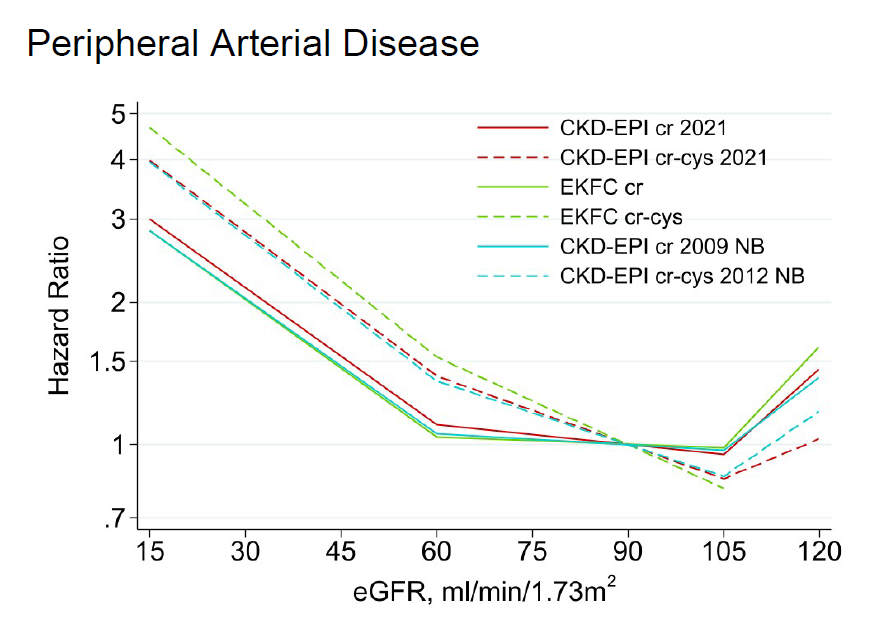 Peripheral Arterial Disease
5
4
3
2
1.5
1
.7
Hazard Ratio
CKD-EPI cr 2021
CKD-EPI cr-cys 2021
EKFC cr
EKFC cr-cys
CKD-EPI cr 2009 NB
CKD-EPI cr-cys 2012 NB
15 30 45 60 75 90 105 120
eGFR, ml/min/1.73m²